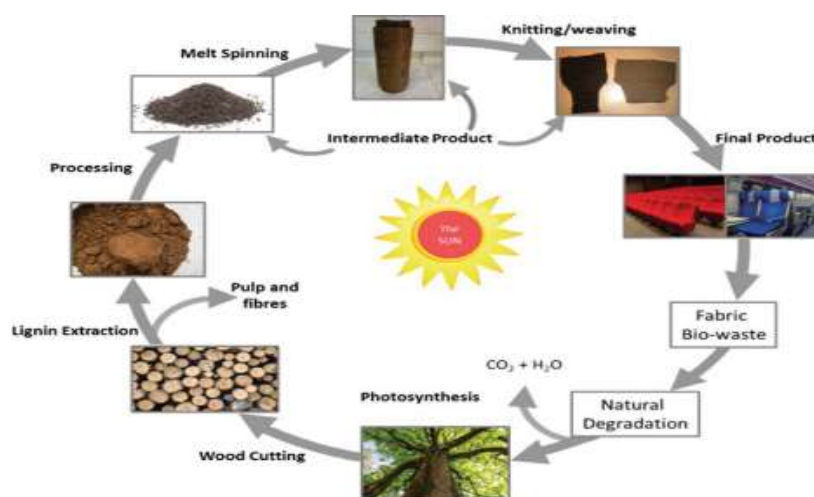 Knitting/weaving
Melt Spinning
Intermediate Product
Final Product
Processing
The
SUN
Pulp and
fibres
Lignin Extraction
Fabric
Bio-waste
CO₂ + H₂O
Photosynthesis
Natural
Degradation
Wood Cutting